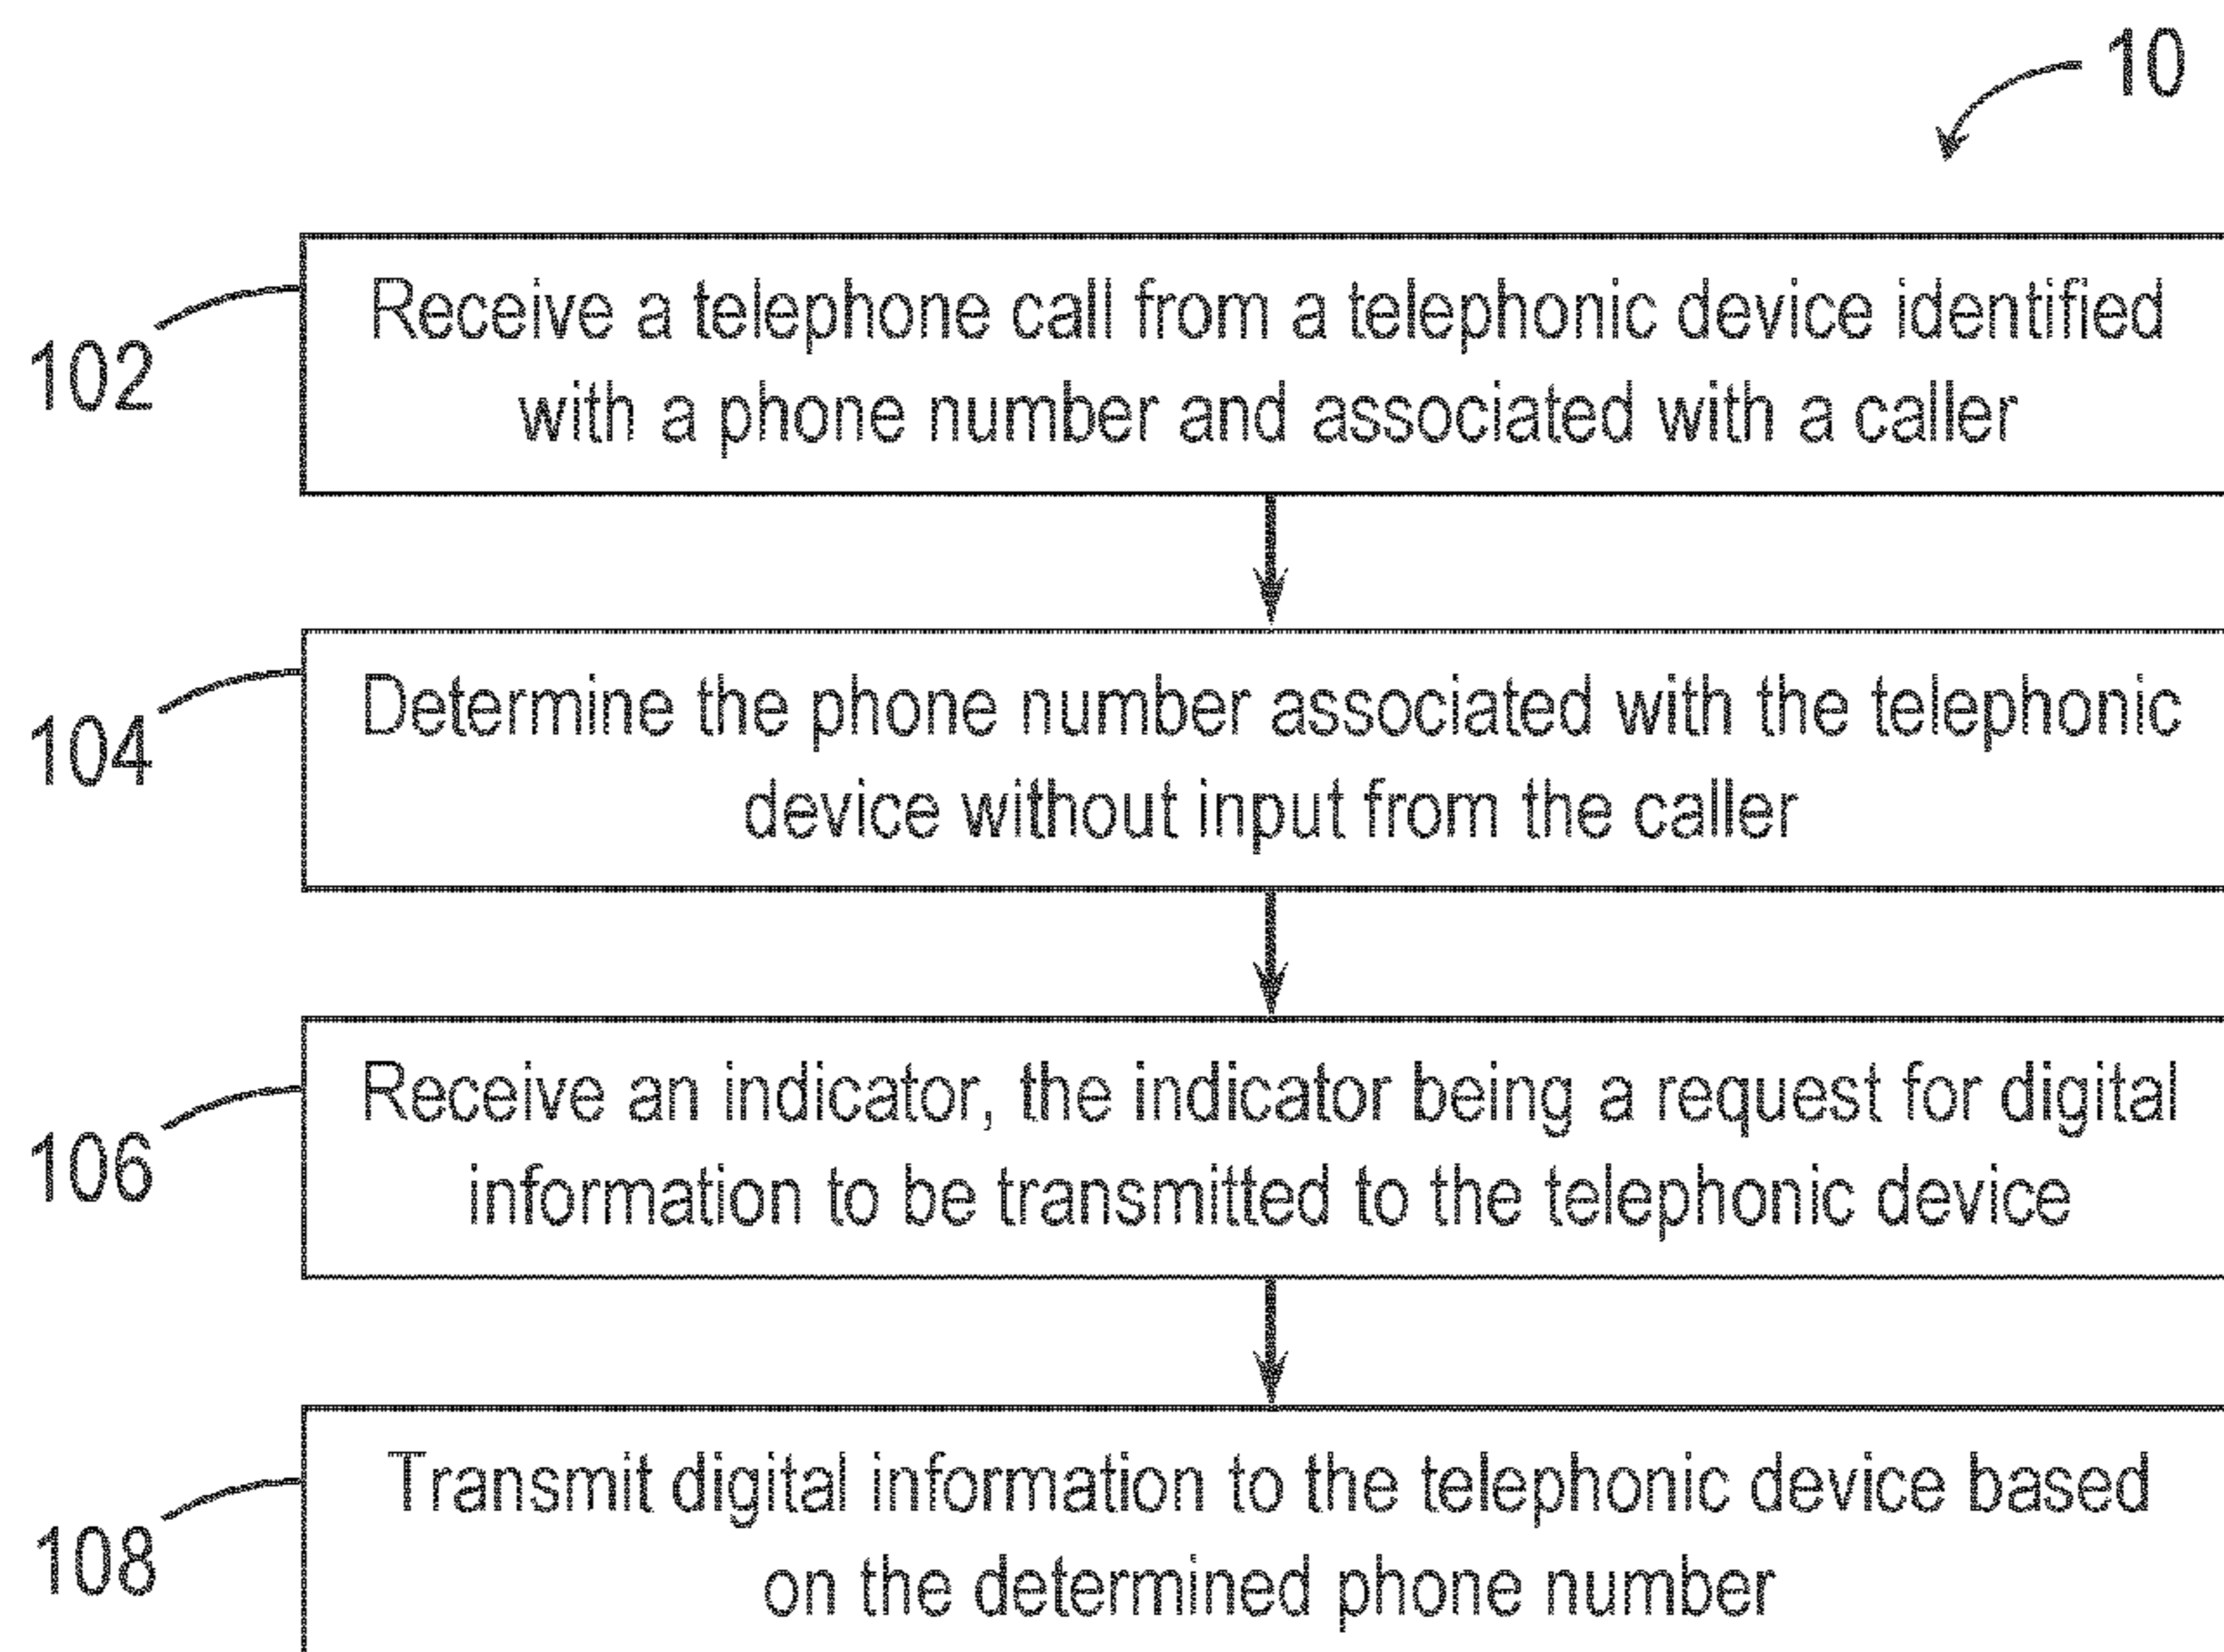 10
102
Receive a telephone call from a telephonic device identified
with a phone number and associated with a caller
104
Determine the phone number associated with the telephonic
device without input from the caller
106
Receive an indicator, the indicator being a request for digital
information to be transmitted to the telephonic device
108
Transmit digital information to the telephonic device based
on the determined phone number